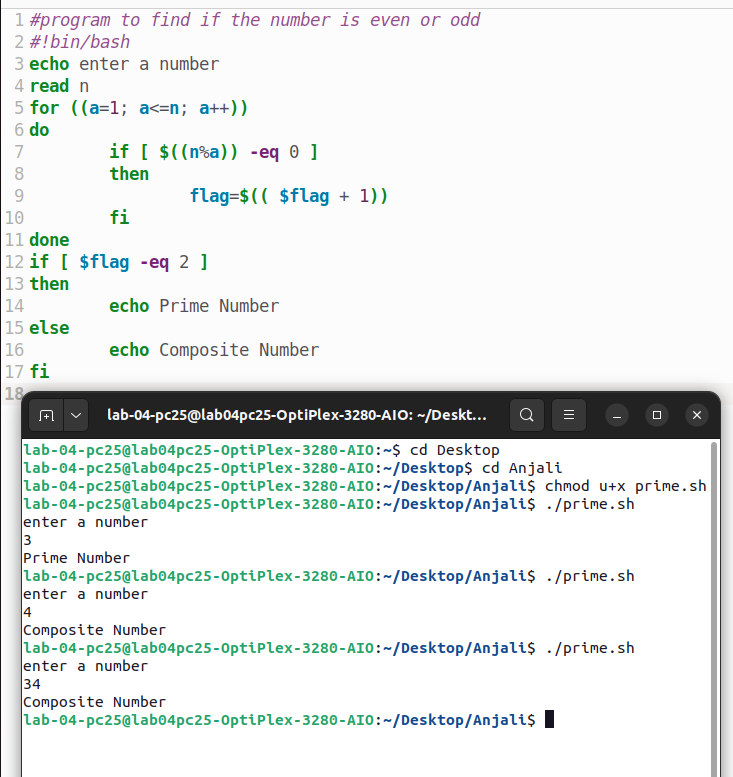 1 #program to find if the number is even or odd
2 #!bin/bash
3 echo enter a number
4 read n
5 for ((a=1; a<=n; a++))
6 do
7 if [ $((n%a)) -eq 0 ]
8 then
9 flag=$(( $flag + 1))
10 fi
11 done
12 if [ $flag -eq 2 ]
13 then
14 echo Prime Number
15 else
16 echo Composite Number
17 fi
18
lab-04-pc25@lab04pc25-OptiPlex-3280-AIO: ~/Deskt...
lab-04-pc25@lab04pc25-OptiPlex-3280-AIO:~$ cd Desktop
lab-04-pc25@lab04pc25-OptiPlex-3280-AIO:~/Desktop$ cd Anjali
lab-04-pc25@lab04pc25-OptiPlex-3280-AIO:~/Desktop/Anjali$ chmod u+x prime.sh
lab-04-pc25@lab04pc25-OptiPlex-3280-AIO:~/Desktop/Anjali$ ./prime.sh
enter a number
3
Prime Number
lab-04-pc25@lab04pc25-OptiPlex-3280-AIO:~/Desktop/Anjali$ ./prime.sh
enter a number
4
Composite Number
lab-04-pc25@lab04pc25-OptiPlex-3280-AIO:~/Desktop/Anjali$ ./prime.sh
enter a number
34
Composite Number
lab-04-pc25@lab04pc25-OptiPlex-3280-AIO:~/Desktop/Anjali$